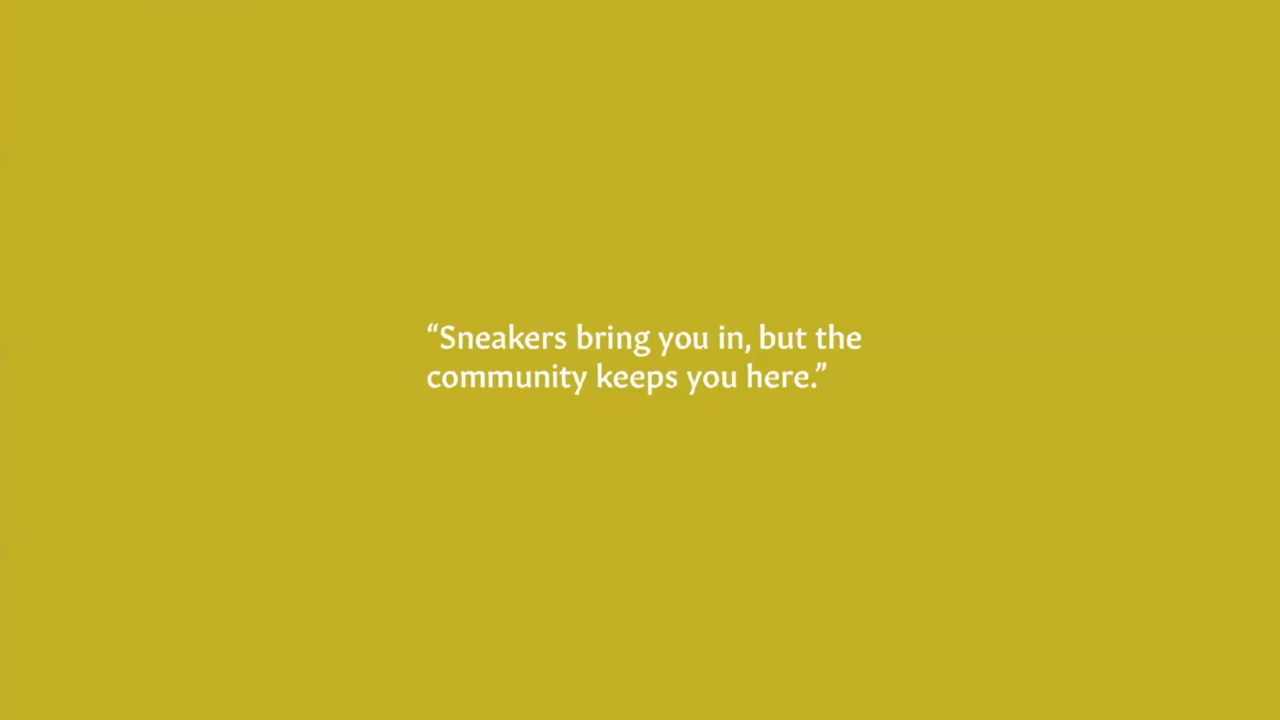 “Sneakers bring you in, but the
community keeps you here.”